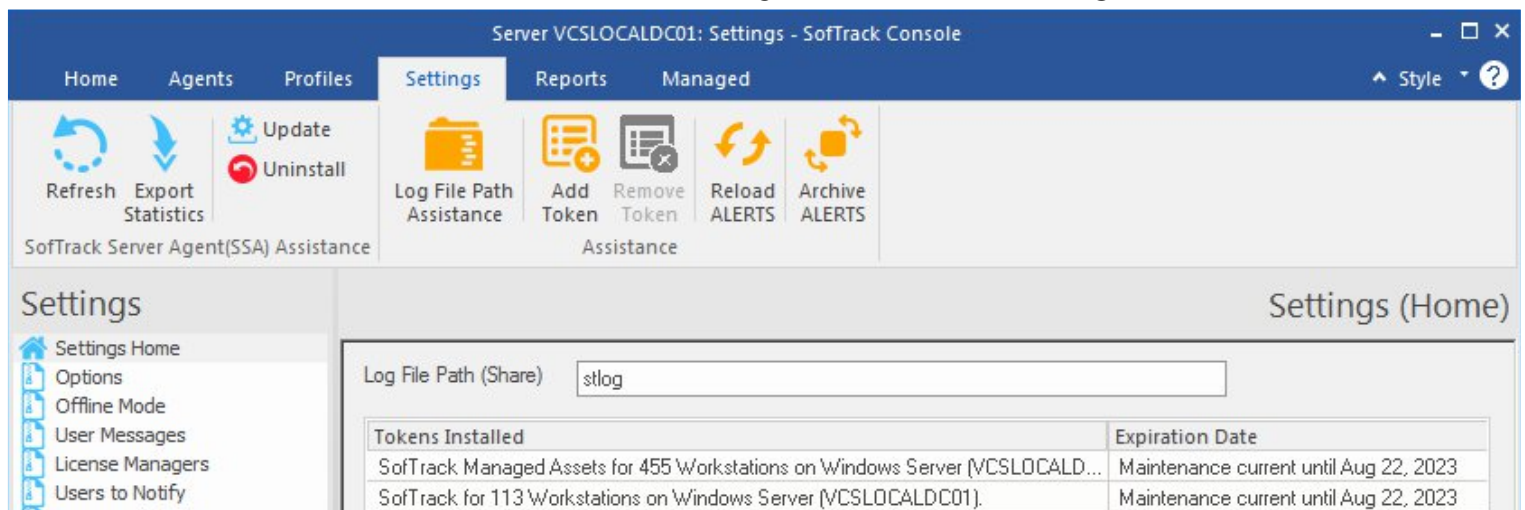 Server VCSLOCALDC01: Settings - SofTrack Console
Home Agents Profiles Settings Reports Managed Style ?
Update
Uninstall
Refresh Export Statistics
Log File Path Assistance
Add Token
Remove Token
Reload ALERTS
Archive ALERTS
SofTrack Server Agent(SSA) Assistance Assistance
Settings Settings (Home)
Settings Home
Options
Offline Mode
User Messages
License Managers
Users to Notify
Log File Path (Share) stlog
Tokens Installed Expiration Date
SofTrack Managed Assets for 455 Workstations on Windows Server (VCSLOCALD... Maintenance current until Aug 22, 2023
SofTrack for 113 Workstations on Windows Server (VCSLOCALDC01). Maintenance current until Aug 22, 2023